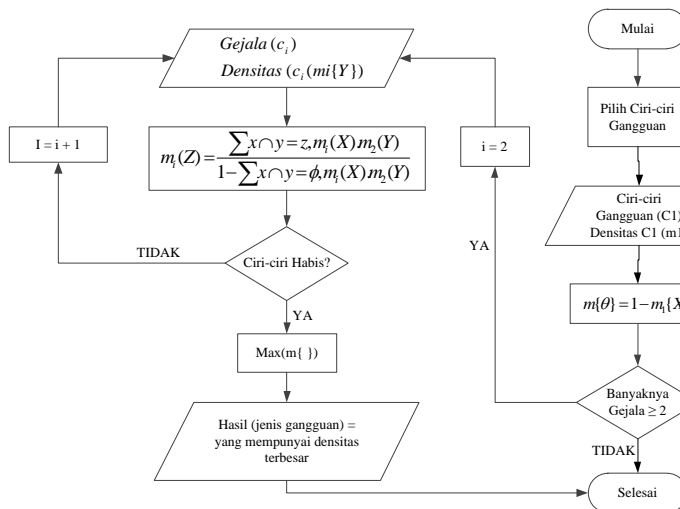 Mulai
Pilih Ciri-ciri
Gangguan
Ciri-ciri
Gangguan (C1)
Densitas C1 (m1
m{θ} = 1 − m₁{X
Banyaknya
Gejala ≥ 2
YA
TIDAK
i = 2
Gejala (cᵢ)
Densitas (cᵢ (mi{Y})
mᵢ(Z) = ∑ x∩y = z, mᵢ(X).m₂(Y) / 1 − ∑ x∩y = ϕ, mᵢ(X).m₂(Y)
Ciri-ciri Habis?
TIDAK
I = i + 1
YA
Max(m{ })
Hasil (jenis gangguan) =
yang mempunyai densitas
terbesar
Selesai